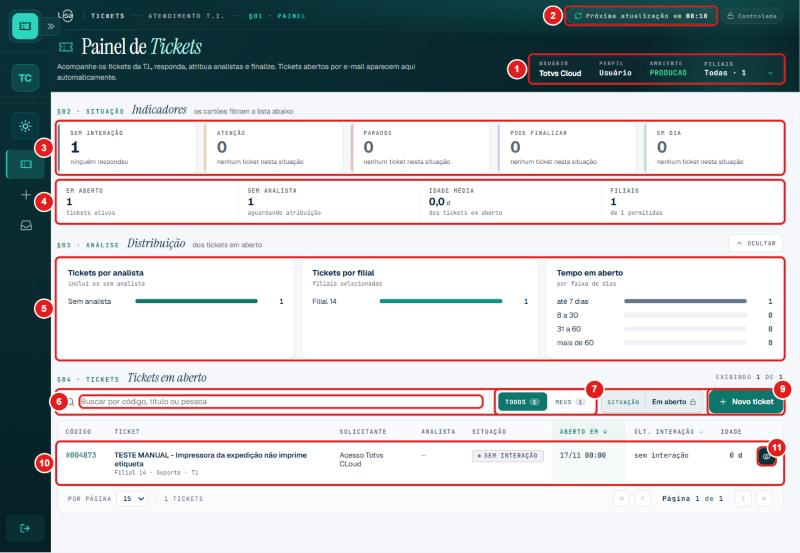 TICKETS — ATENDIMENTO T.I. — §01 · PAINEL
2
Próxima atualização em 08:10
Controlada
TC
Painel de Tickets
Acompanhe os tickets da T.I., responda, atribua analistas e finalize. Tickets abertos por e-mail aparecem aqui
automaticamente.
1
USUÁRIO PERFIL AMBIENTE FILIAIS
Totvs Cloud Usuário PRODUCAO Todas · 1
§02 · SITUAÇÃO Indicadores os cartões filtram a lista abaixo
3
SEM INTERAÇÃO ATENÇÃO PARADOS PODE FINALIZAR EM DIA
1 0 0 0 0
ninguém respondeu nenhum ticket nesta situação nenhum ticket nesta situação nenhum ticket nesta situação nenhum ticket nesta situação
4
EM ABERTO SEM ANALISTA IDADE MÉDIA FILIAIS
1 1 0,0 d 1
tickets ativos aguardando atribuição dos tickets em aberto de 1 permitidas
§03 · ANÁLISE Distribuição dos tickets em aberto
OCULTAR
5
Tickets por analista Tickets por filial Tempo em aberto
inclui os sem analista filiais selecionadas por faixa de dias
Sem analista 1 Filial 14 1 até 7 dias 1
8 a 30 0
31 a 60 0
mais de 60 0
§04 · TICKETS Tickets em aberto
EXIBINDO 1 DE 1
6
Buscar por código, título ou pessoa
7
TODOS 1 MEUS 1
SITUAÇÃO Em aberto
9
+ Novo ticket
CÓDIGO TICKET SOLICITANTE ANALISTA SITUAÇÃO ABERTO EM ÚLT. INTERAÇÃO IDADE
10
11
#004873 TESTE MANUAL - Impressora da expedição não imprime etiqueta Acesso Totvs CLoud — SEM INTERAÇÃO 17/11 00:00 sem interação 0 d
Filial 14 · Suporte · T1
POR PÁGINA 15 1 TICKETS
« ‹ Página 1 de 1 › »